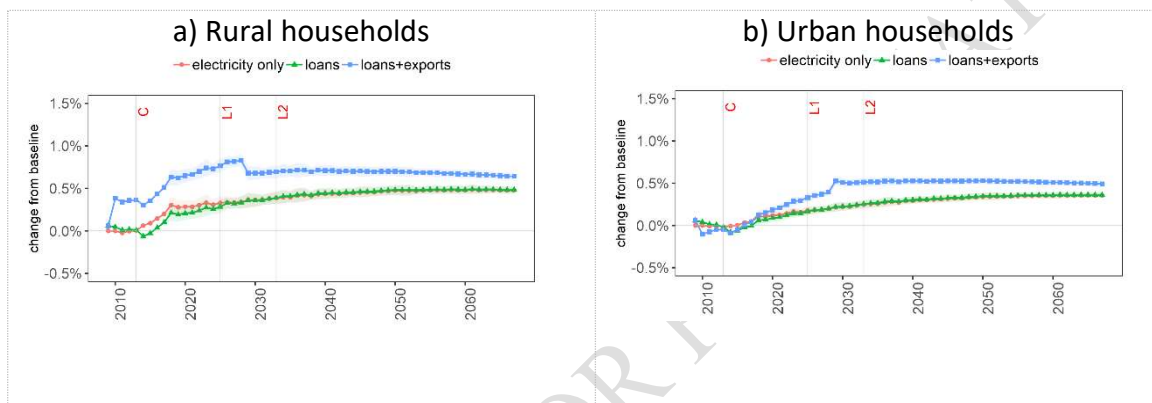 a) Rural households
electricity only loans loans+exports
C
L1
L2
1.5%
1.0%
0.5%
0.0%
-0.5%
change from baseline
2010
2020
2030
2040
2050
2060
b) Urban households
electricity only loans loans+exports
C
L1
L2
1.5%
1.0%
0.5%
0.0%
-0.5%
change from baseline
2010
2020
2030
2040
2050
2060